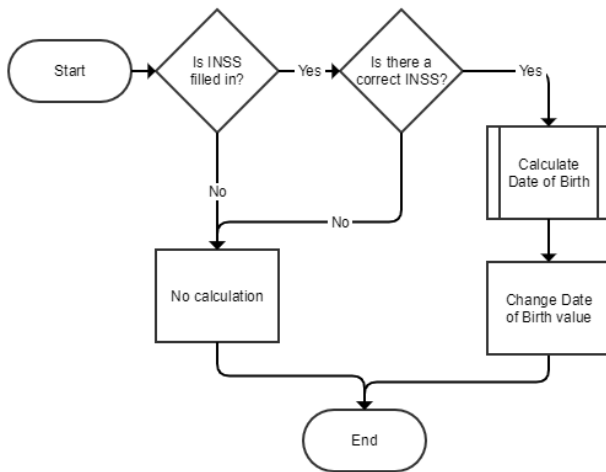 Start
Is INSS
filled in?
Yes
Is there a
correct INSS?
Yes
Calculate
Date of Birth
No
No
No calculation
Change Date
of Birth value
End